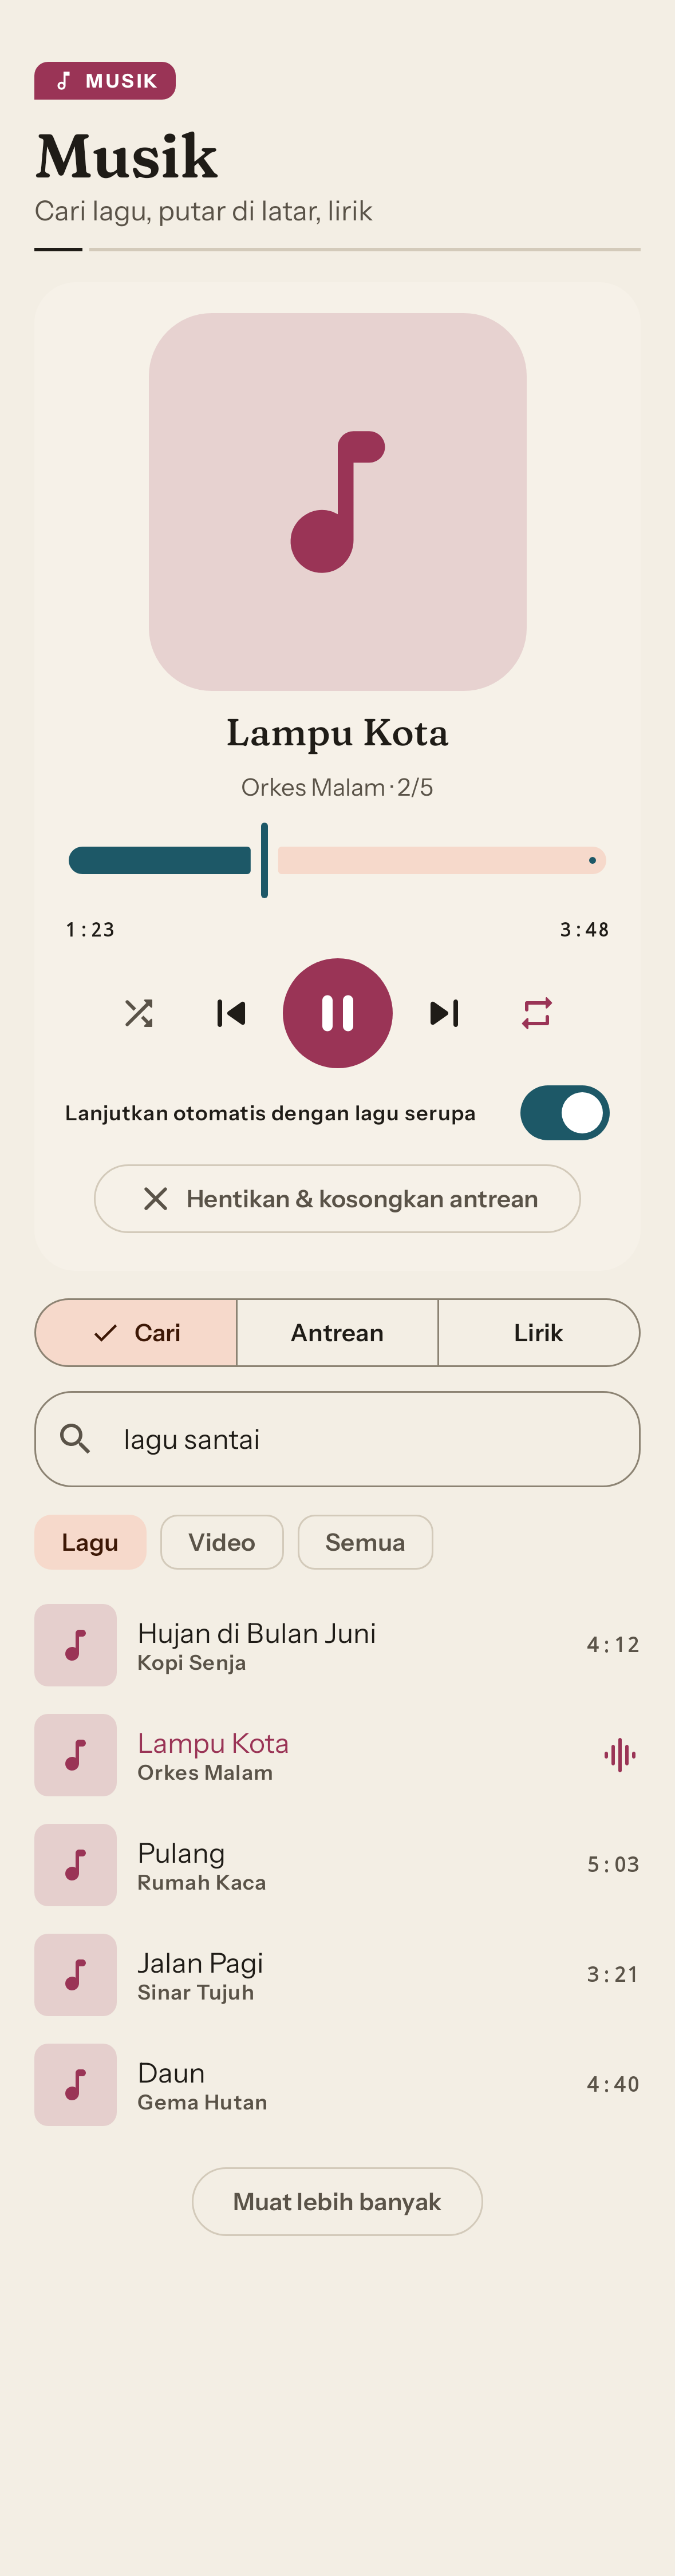 MUSIK
Musik
Cari lagu, putar di latar, lirik
Lampu Kota
Orkes Malam · 2/5
1:23
3:48
Lanjutkan otomatis dengan lagu serupa
Hentikan & kosongkan antrean
Cari
Antrean
Lirik
lagu santai
Lagu
Video
Semua
Hujan di Bulan Juni
Kopi Senja
4:12
Lampu Kota
Orkes Malam
Pulang
Rumah Kaca
5:03
Jalan Pagi
Sinar Tujuh
3:21
Daun
Gema Hutan
4:40
Muat lebih banyak